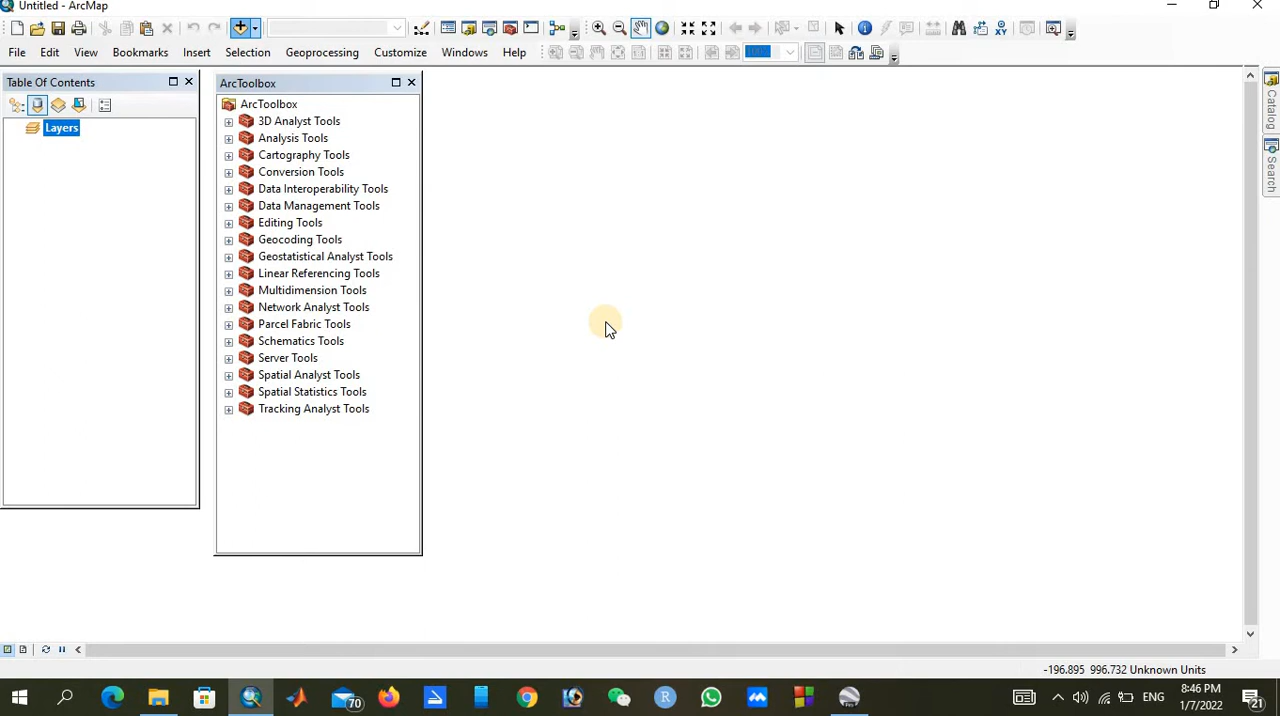 Untitled - ArcMap
File Edit View Bookmarks Insert Selection Geoprocessing Customize Windows Help
Table Of Contents
Layers
ArcToolbox
ArcToolbox
3D Analyst Tools
Analysis Tools
Cartography Tools
Conversion Tools
Data Interoperability Tools
Data Management Tools
Editing Tools
Geocoding Tools
Geostatistical Analyst Tools
Linear Referencing Tools
Multidimension Tools
Network Analyst Tools
Parcel Fabric Tools
Schematics Tools
Server Tools
Spatial Analyst Tools
Spatial Statistics Tools
Tracking Analyst Tools
Catalog
Search
-196.895 996.732 Unknown Units
70
R
ENG
8:46 PM
1/7/2022
21